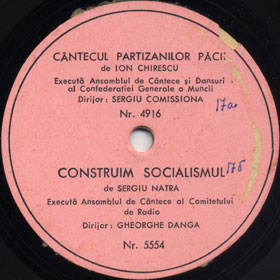 CÂNTECUL PARTIZANILOR PĂCII
de ION CHIRESCU
Execută Ansamblul de Cântece și Dansuri
al Confederației Generale a Muncii
Dirijor: SERGIU COMISSIONA
17a
Nr. 4916
CONSTRUIM SOCIALISMUL
17b
de SERGIU NATRA
Execută Ansamblul de Cântece al Comitetului
de Radio
Dirijor: GHEORGHE DANGA
Nr. 5554